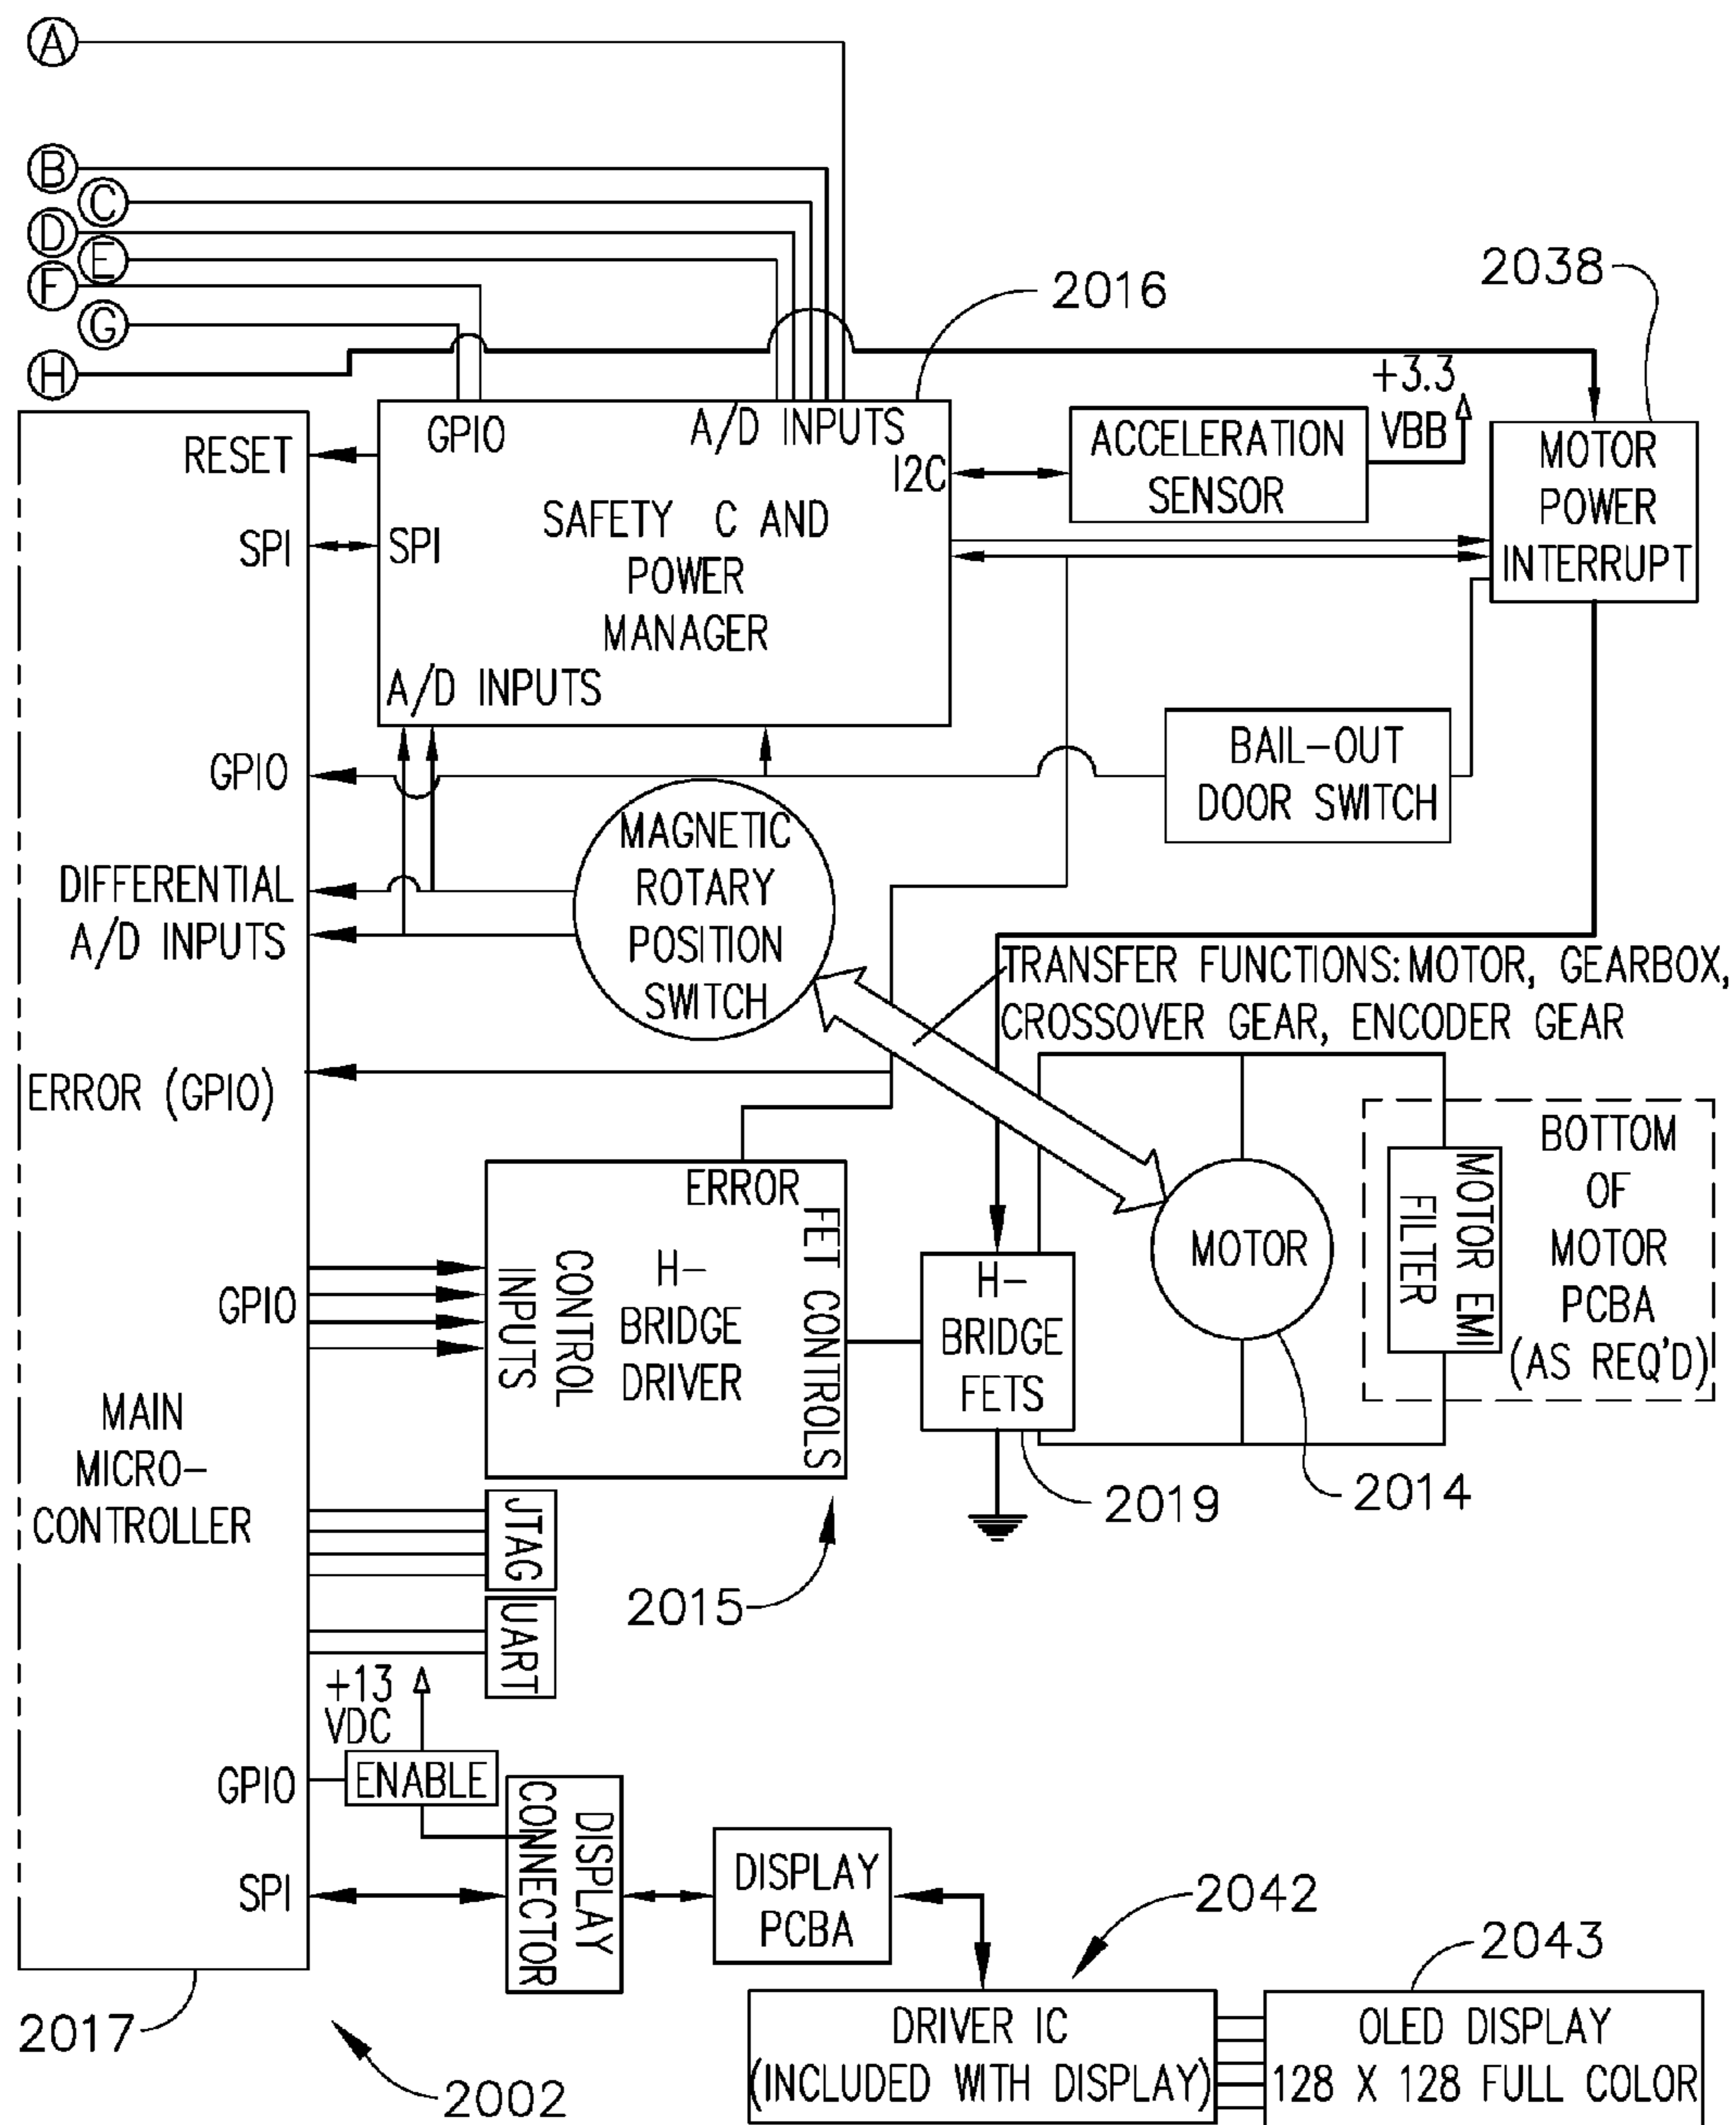 A
B
C
D
E
F
G
H
2016
2038
+3.3
VBB
RESET
SPI
GPIO
A/D INPUTS
I2C
SPI
SAFETY C AND
POWER
MANAGER
A/D INPUTS
ACCELERATION
SENSOR
MOTOR
POWER
INTERRUPT
GPIO
BAIL-OUT
DOOR SWITCH
MAGNETIC
ROTARY
POSITION
SWITCH
DIFFERENTIAL
A/D INPUTS
TRANSFER FUNCTIONS: MOTOR, GEARBOX,
CROSSOVER GEAR, ENCODER GEAR
ERROR (GPIO)
ERROR
CONTROL
INPUTS
H-
BRIDGE
DRIVER
FET CONTROLS
GPIO
H-
BRIDGE
FETS
MOTOR
MOTOR EMI
FILTER
BOTTOM
OF
MOTOR
PCBA
(AS REQ'D)
MAIN
MICRO-
CONTROLLER
2019
2014
JTAG
2015
UART
+13
VDC
GPIO
ENABLE
DISPLAY
CONNECTOR
SPI
DISPLAY
PCBA
2042
2043
2017
2002
DRIVER IC
(INCLUDED WITH DISPLAY)
OLED DISPLAY
128 X 128 FULL COLOR